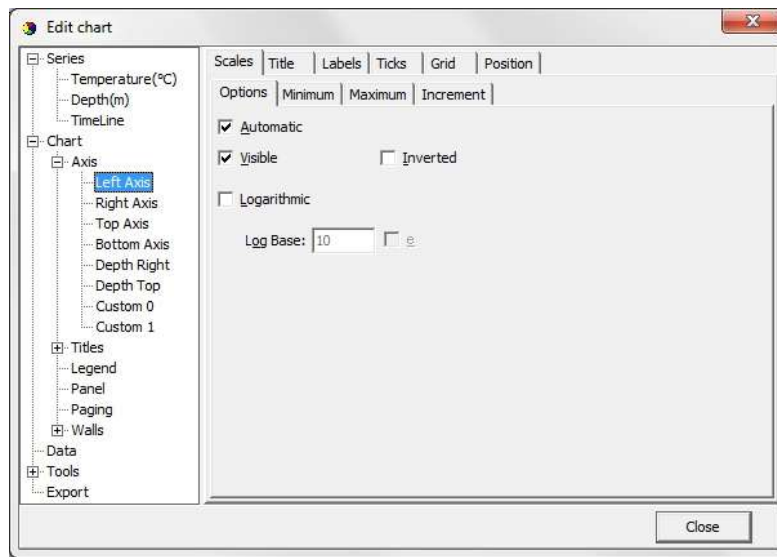 Edit chart
Series
Temperature(°C)
Depth(m)
TimeLine
Chart
Axis
Left Axis
Right Axis
Top Axis
Bottom Axis
Depth Right
Depth Top
Custom 0
Custom 1
Titles
Legend
Panel
Paging
Walls
Data
Tools
Export
Scales Title Labels Ticks Grid Position
Options Minimum Maximum Increment
Automatic
Visible Inverted
Logarithmic
Log Base: 10 e
Close